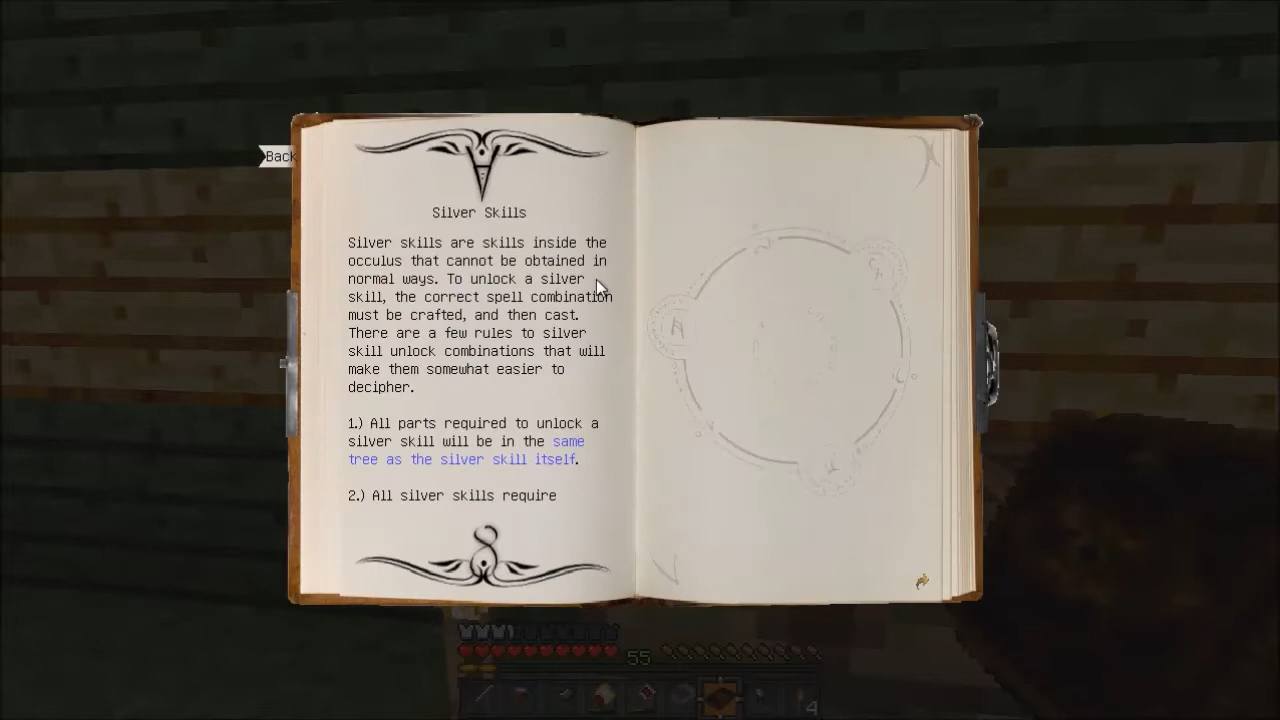 Back
Silver Skills
Silver skills are skills inside the
occulus that cannot be obtained in
normal ways. To unlock a silver
skill, the correct spell combination
must be crafted, and then cast.
There are a few rules to silver
skill unlock combinations that will
make them somewhat easier to
decipher.
1.) All parts required to unlock a
silver skill will be in the same
tree as the silver skill itself.
2.) All silver skills require
55
4